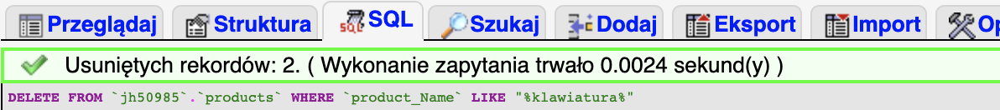 Przeglądaj Struktura SQL Szukaj Dodaj Eksport Import
Usuniętych rekordów: 2. ( Wykonanie zapytania trwało 0.0024 sekund(y) )
DELETE FROM `jh50985`.`products` WHERE `product_Name` LIKE "%klawiatura%"